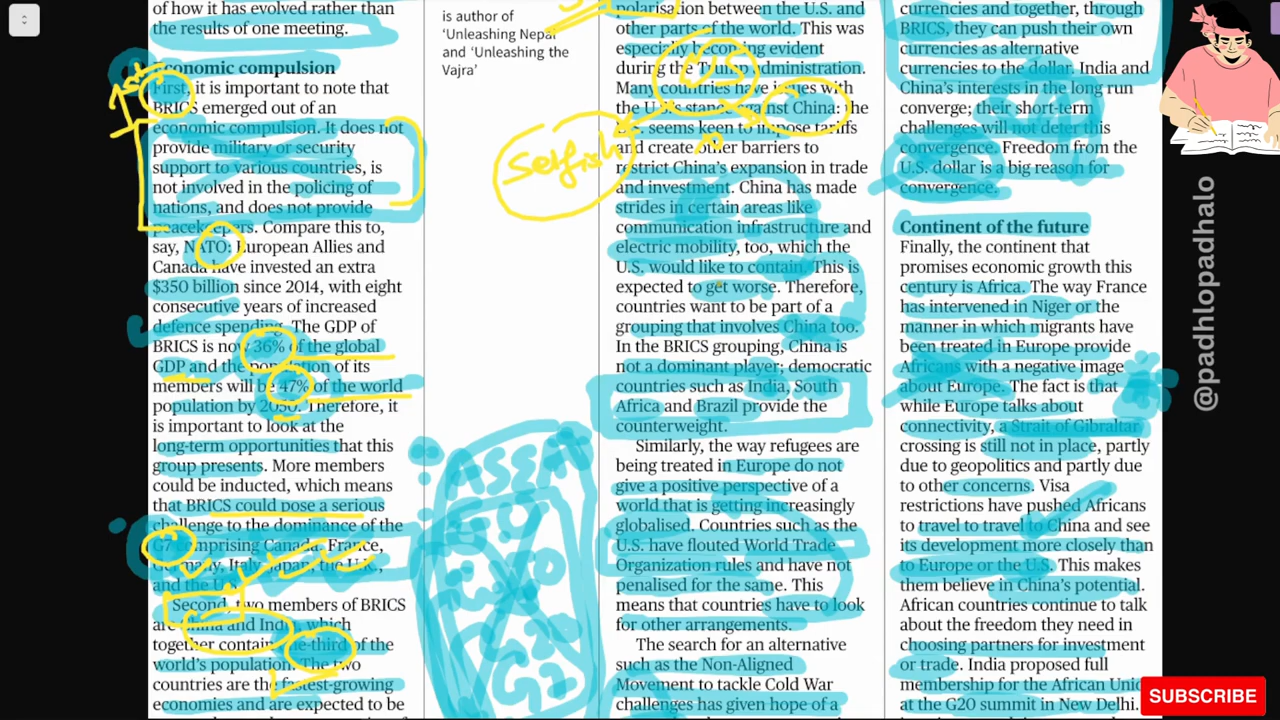 of how it has evolved rather than
the results of one meeting.
Economic compulsion
First, it is important to note that
BRICS emerged out of an
economic compulsion. It does not
provide military or security
support to various countries, is
not involved in the policing of
nations, and does not provide
peacekeepers. Compare this to,
say, NATO: European Allies and
Canada have invested an extra
$350 billion since 2014, with eight
consecutive years of increased
defence spending. The GDP of
BRICS is now 36% of the global
GDP and the population of its
members will be 47% of the world
population by 2050. Therefore, it
is important to look at the
long-term opportunities that this
group presents. More members
could be inducted, which means
that BRICS could pose a serious
challenge to the dominance of the
G7 comprising Canada, France,
Germany, Italy, Japan, the U.K.,
and the U.S.
Second, two members of BRICS
are China and India, which
together contain one-third of the
world's population. The two
countries are the fastest-growing
economies and are expected to be
is author of
'Unleashing Nepal'
and 'Unleashing the
Vajra'
polarisation between the U.S. and
other parts of the world. This was
especially becoming evident
during the Trump administration.
Many countries have issues with
the U.S.'s stance against China: the
U.S. seems keen to impose tariffs
and create other barriers to
restrict China's expansion in trade
and investment. China has made
strides in certain areas like
communication infrastructure and
electric mobility, too, which the
U.S. would like to contain. This is
expected to get worse. Therefore,
countries want to be part of a
grouping that involves China too.
In the BRICS grouping, China is
not a dominant player; democratic
countries such as India, South
Africa and Brazil provide the
counterweight.
Similarly, the way refugees are
being treated in Europe do not
give a positive perspective of a
world that is getting increasingly
globalised. Countries such as the
U.S. have flouted World Trade
Organization rules and have not
penalised for the same. This
means that countries have to look
for other arrangements.
The search for an alternative
such as the Non-Aligned
Movement to tackle Cold War
challenges has given hope of a
currencies and together, through
BRICS, they can push their own
currencies as alternative
currencies to the dollar. India and
China's interests in the long run
converge; their short-term
challenges will not deter this
convergence. Freedom from the
U.S. dollar is a big reason for
convergence.
Continent of the future
Finally, the continent that
promises economic growth this
century is Africa. The way France
has intervened in Niger or the
manner in which migrants have
been treated in Europe provide
Africans with a negative image
about Europe. The fact is that
while Europe talks about
connectivity, a Strait of Gibraltar
crossing is still not in place, partly
due to geopolitics and partly due
to other concerns. Visa
restrictions have pushed Africans
to travel to travel to China and see
its development more closely than
to Europe or the U.S. This makes
them believe in China's potential.
African countries continue to talk
about the freedom they need in
choosing partners for investment
or trade. India proposed full
membership for the African Union
at the G20 summit in New Delhi.
1st
US
Selfish
@padhlopadhalo
SUBSCRIBE